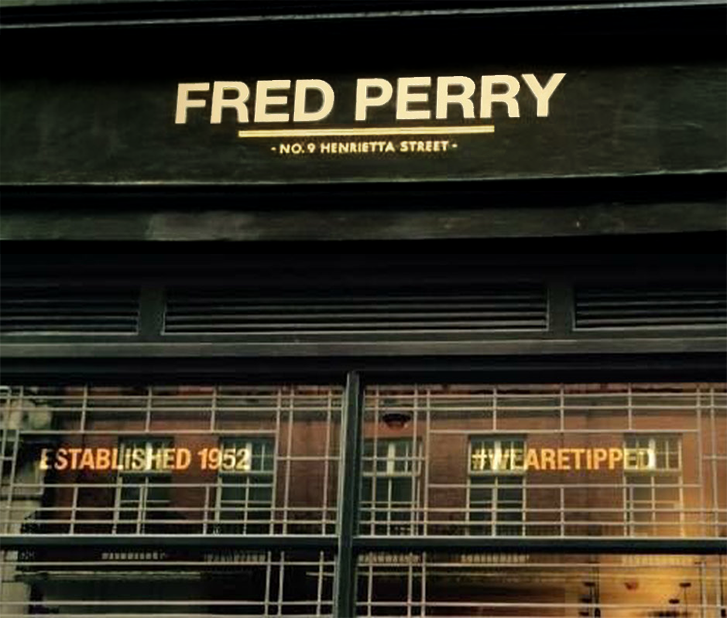 FRED PERRY
- NO. 9 HENRIETTA STREET -
ESTABLISHED 1952
#WEARETIPPED